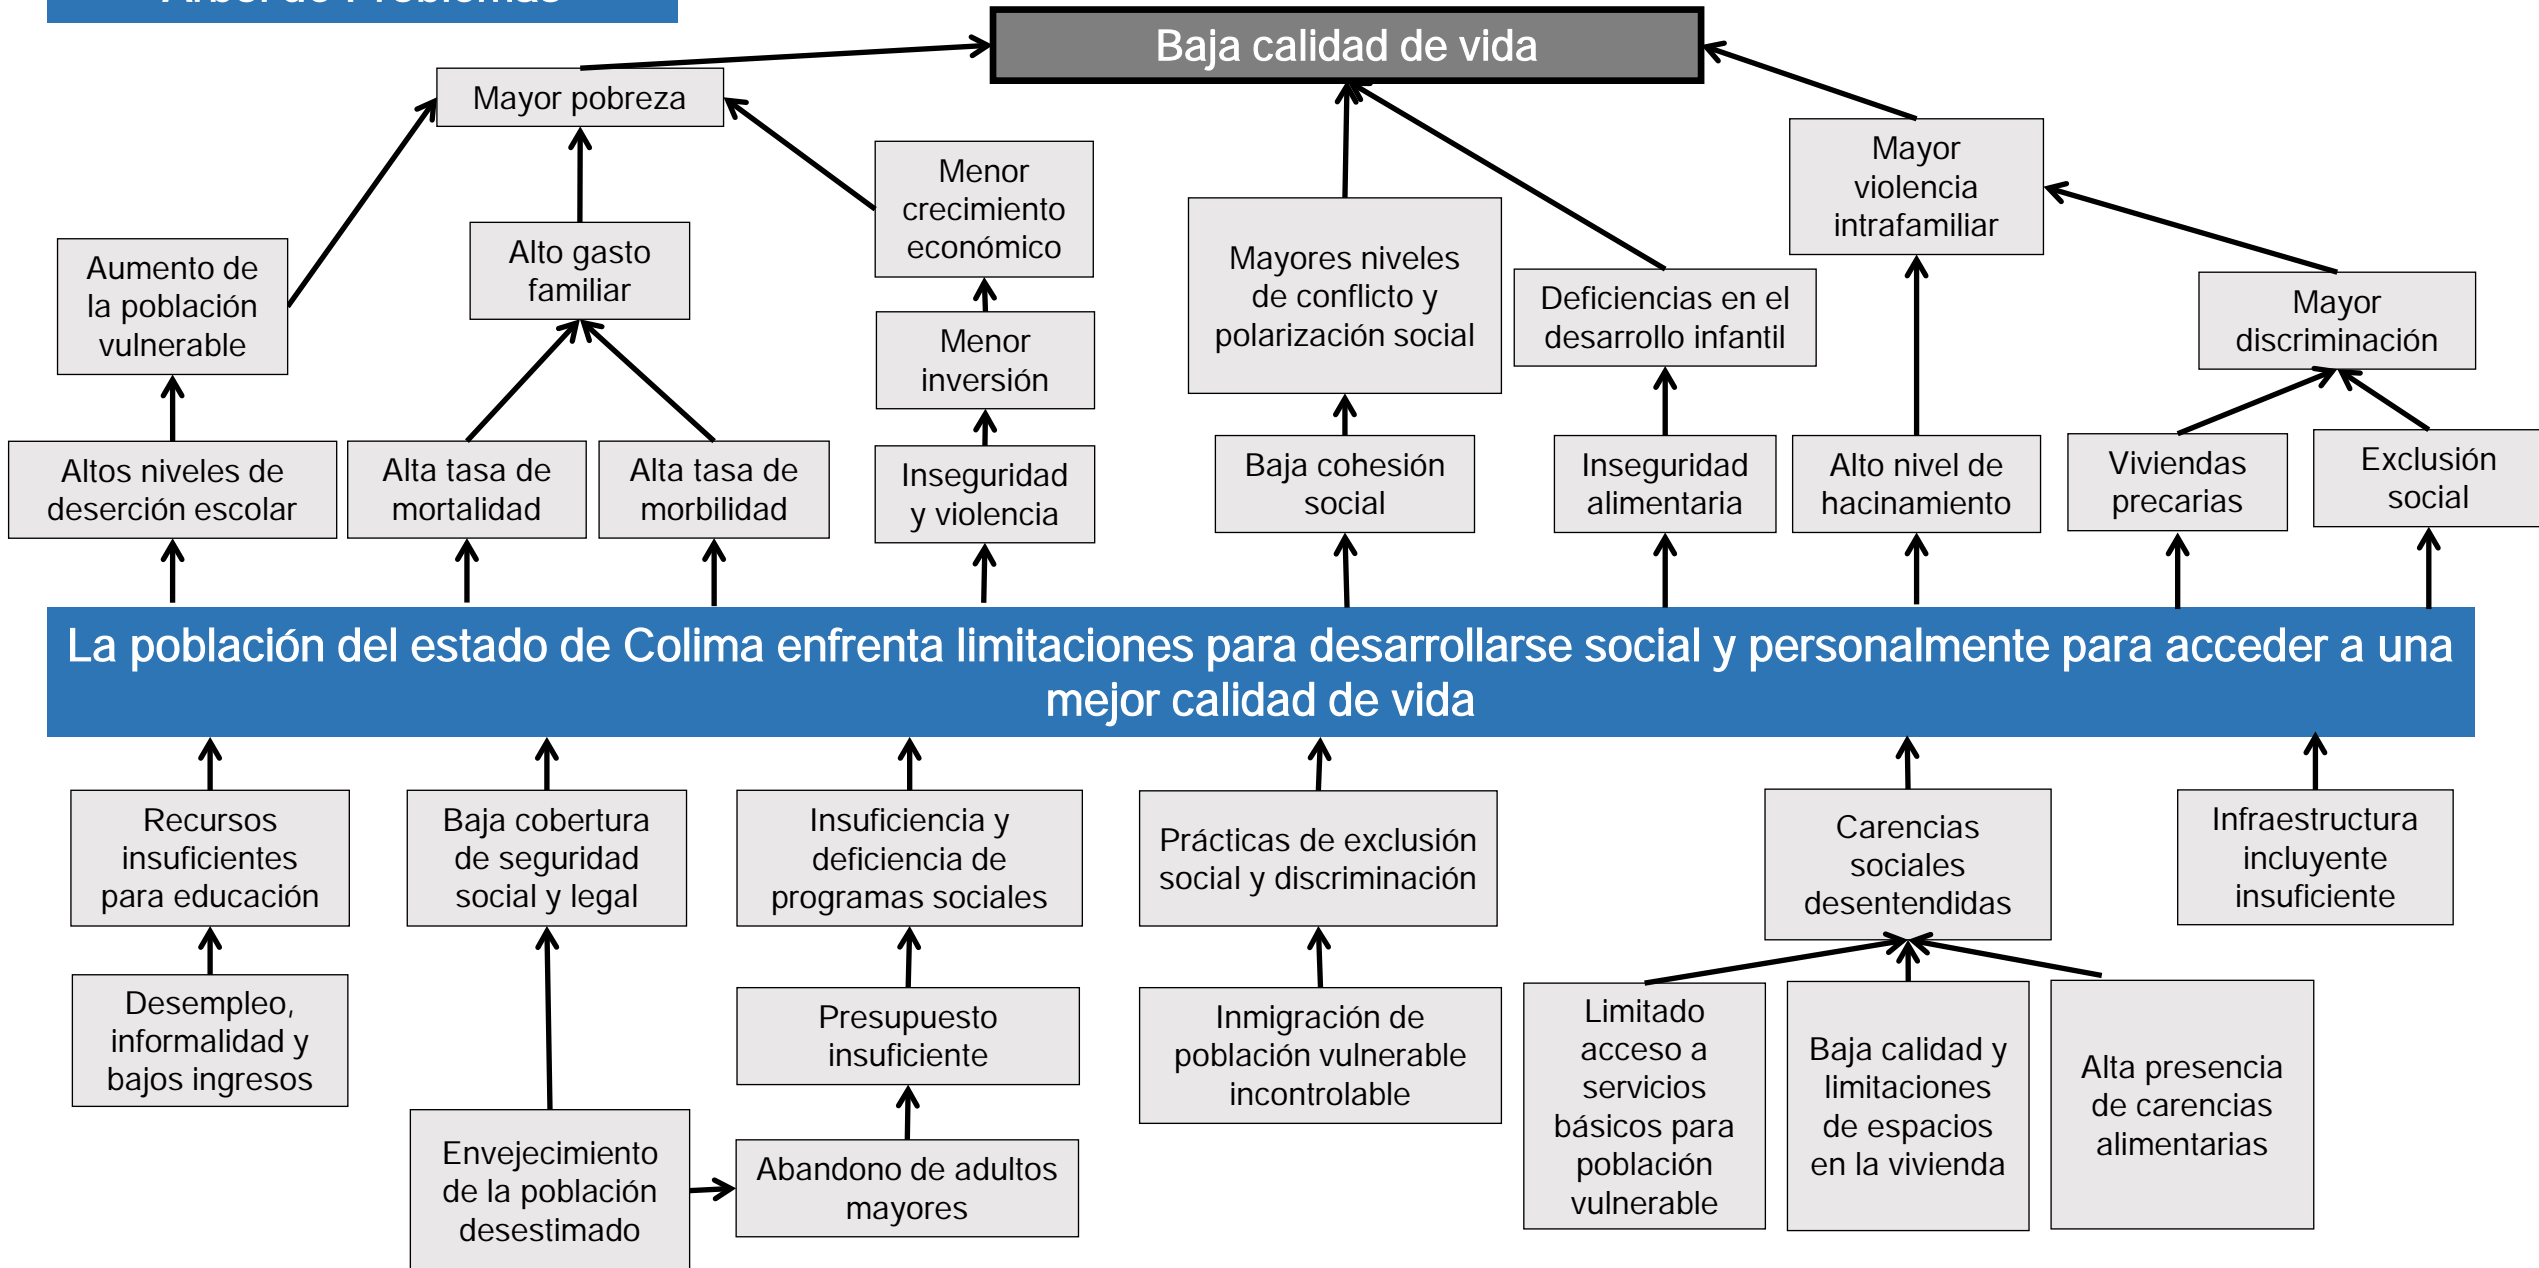 Árbol de Problemas
Baja calidad de vida
Mayor pobreza
Menor
crecimiento
económico
Mayor
violencia
intrafamiliar
Aumento de
la población
vulnerable
Alto gasto
familiar
Menor
inversión
Mayores niveles
de conflicto y
polarización social
Deficiencias en el
desarrollo infantil
Mayor
discriminación
Altos niveles de
deserción escolar
Alta tasa de
mortalidad
Alta tasa de
morbilidad
Inseguridad
y violencia
Baja cohesión
social
Inseguridad
alimentaria
Alto nivel de
hacinamiento
Viviendas
precarias
Exclusión
social
La población del estado de Colima enfrenta limitaciones para desarrollarse social y personalmente para acceder a una
mejor calidad de vida
Recursos
insuficientes
para educación
Baja cobertura
de seguridad
social y legal
Insuficiencia y
deficiencia de
programas sociales
Prácticas de exclusión
social y discriminación
Carencias
sociales
desentendidas
Infraestructura
incluyente
insuficiente
Desempleo,
informalidad y
bajos ingresos
Presupuesto
insuficiente
Inmigración de
población vulnerable
incontrolable
Limitado
acceso a
servicios
básicos para
población
vulnerable
Baja calidad y
limitaciones
de espacios
en la vivienda
Alta presencia
de carencias
alimentarias
Envejecimiento
de la población
desestimado
Abandono de adultos
mayores